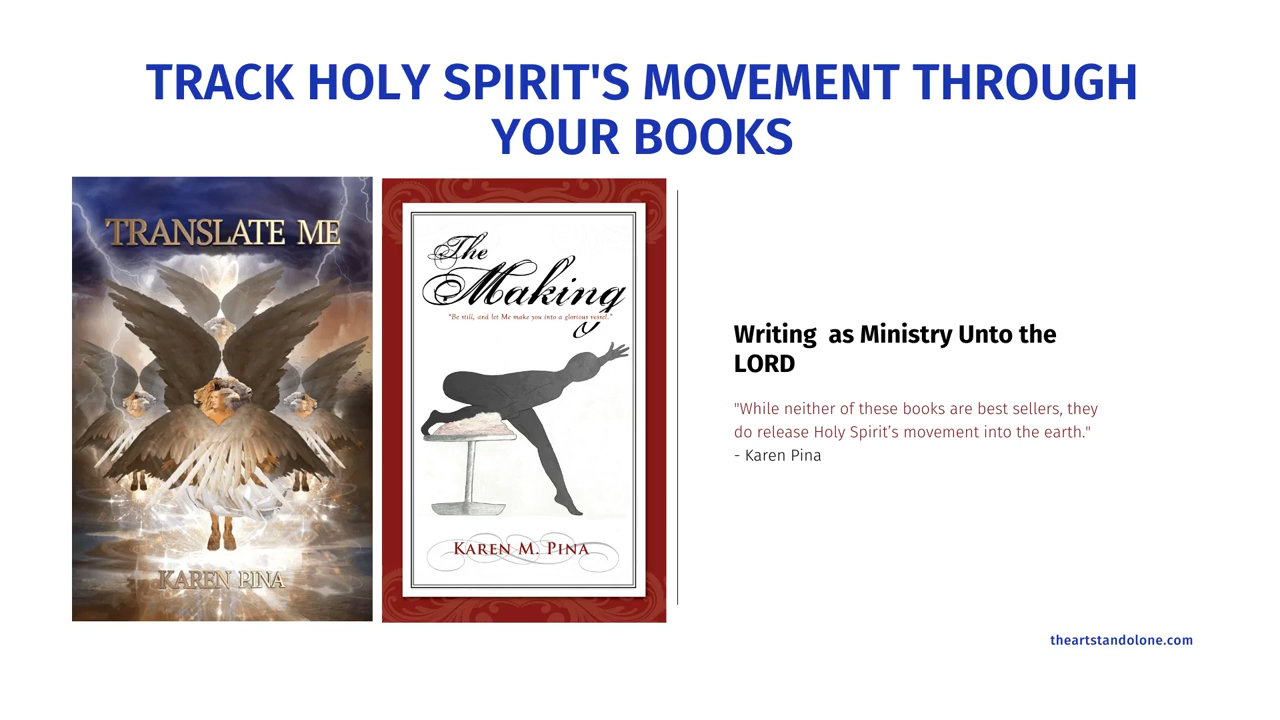 TRACK HOLY SPIRIT'S MOVEMENT THROUGH
YOUR BOOKS
TRANSLATE ME
KAREN PINA
The
Making
"Be still, and let Me make you into a glorious vessel."
KAREN M. PINA
Writing  as Ministry Unto the
LORD
"While neither of these books are best sellers, they
do release Holy Spirit’s movement into the earth."
- Karen Pina
theartstandolone.com